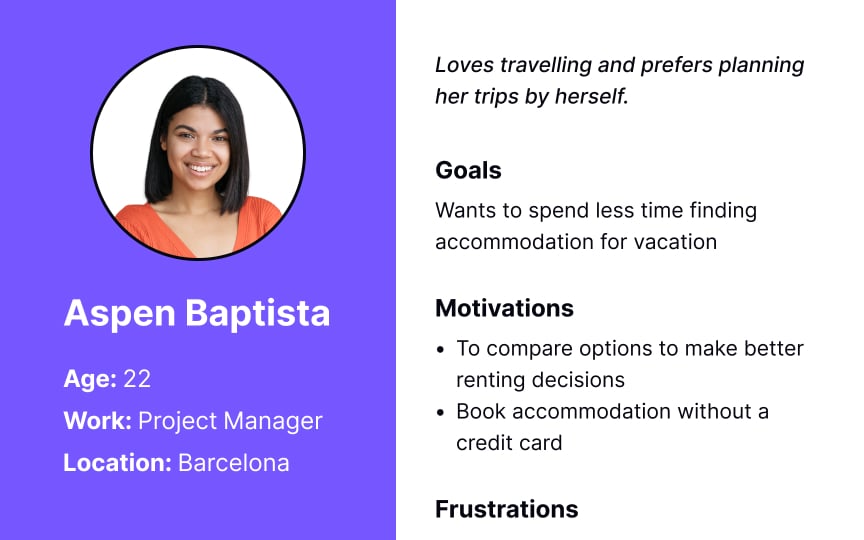 Aspen Baptista
Age: 22
Work: Project Manager
Location: Barcelona
Loves travelling and prefers planning
her trips by herself.
Goals
Wants to spend less time finding
accommodation for vacation
Motivations
• To compare options to make better
renting decisions
• Book accommodation without a
credit card
Frustrations